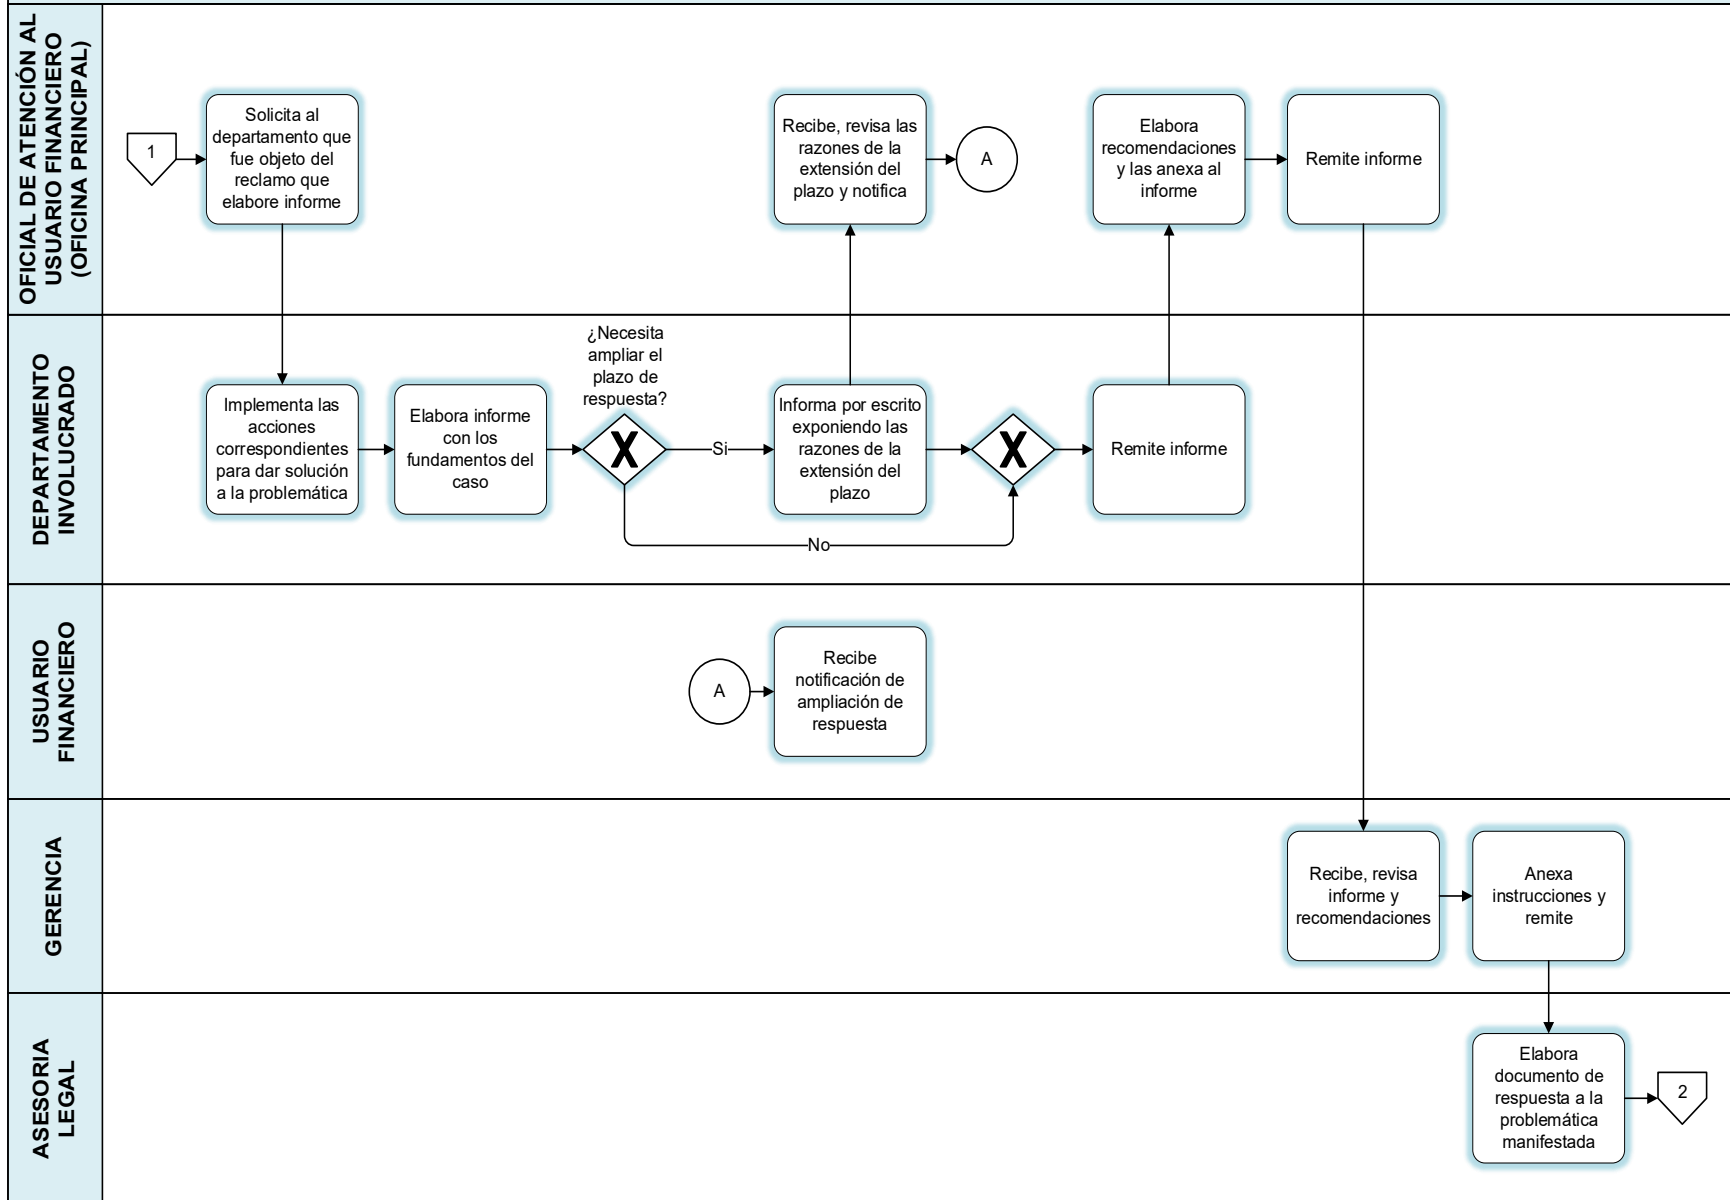 OFICIAL DE ATENCIÓN AL
USUARIO FINANCIERO
(OFICINA PRINCIPAL)
1
Solicita al
departamento que
fue objeto del
reclamo que
elabore informe
Recibe, revisa las
razones de la
extensión del
plazo y notifica
A
Elabora
recomendaciones
y las anexa al
informe
Remite informe
DEPARTAMENTO
INVOLUCRADO
Implementa las
acciones
correspondientes
para dar solución
a la problemática
Elabora informe
con los
fundamentos del
caso
¿Necesita
ampliar el
plazo de
respuesta?
X
Si
No
Informa por escrito
exponiendo las
razones de la
extensión del
plazo
X
Remite informe
USUARIO
FINANCIERO
A
Recibe
notificación de
ampliación de
respuesta
GERENCIA
Recibe, revisa
informe y
recomendaciones
Anexa
instrucciones y
remite
ASESORIA
LEGAL
Elabora
documento de
respuesta a la
problemática
manifestada
2